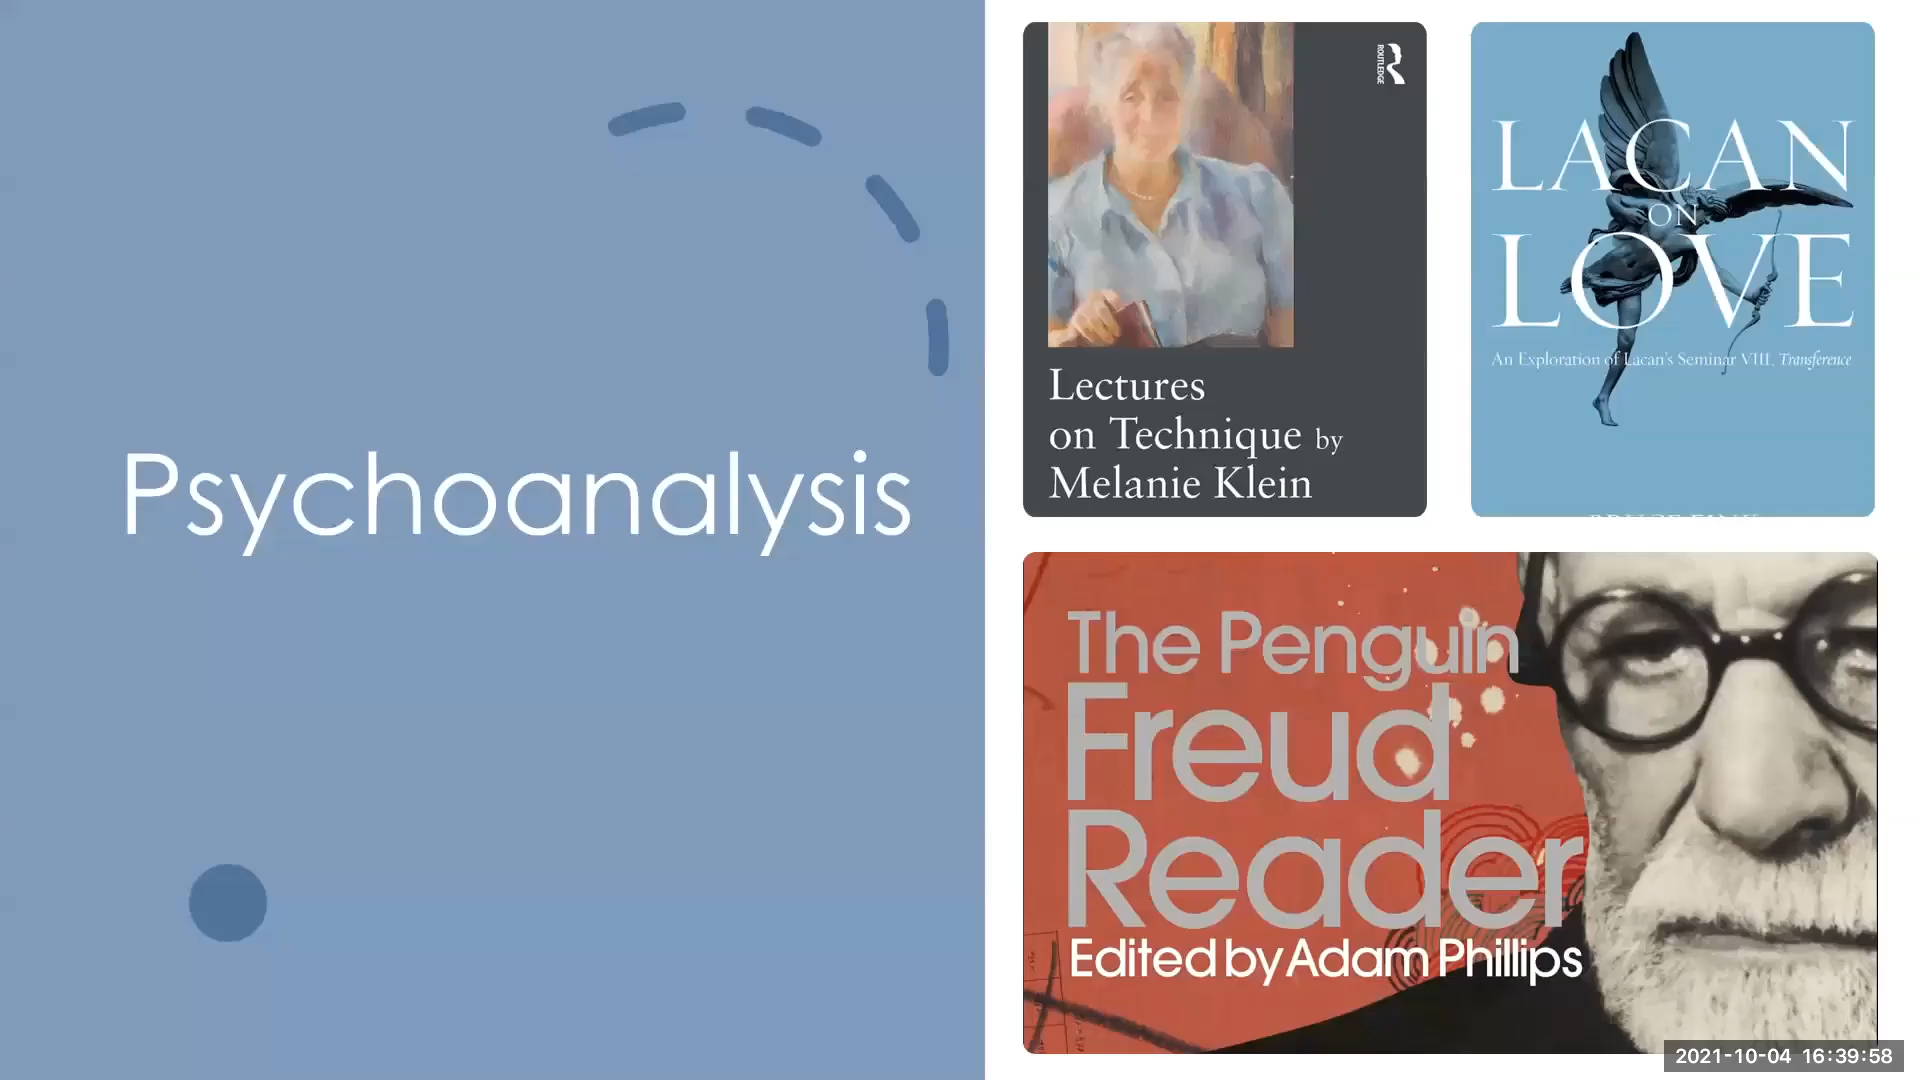 Psychoanalysis
ROUTLEDGE
Lectures
on Technique by
Melanie Klein
LACAN
ON
LOVE
An Exploration of Lacan's Seminar VIII, Transference
The Penguin
Freud
Reader
Edited by Adam Phillips
2021-10-04 16:39:58